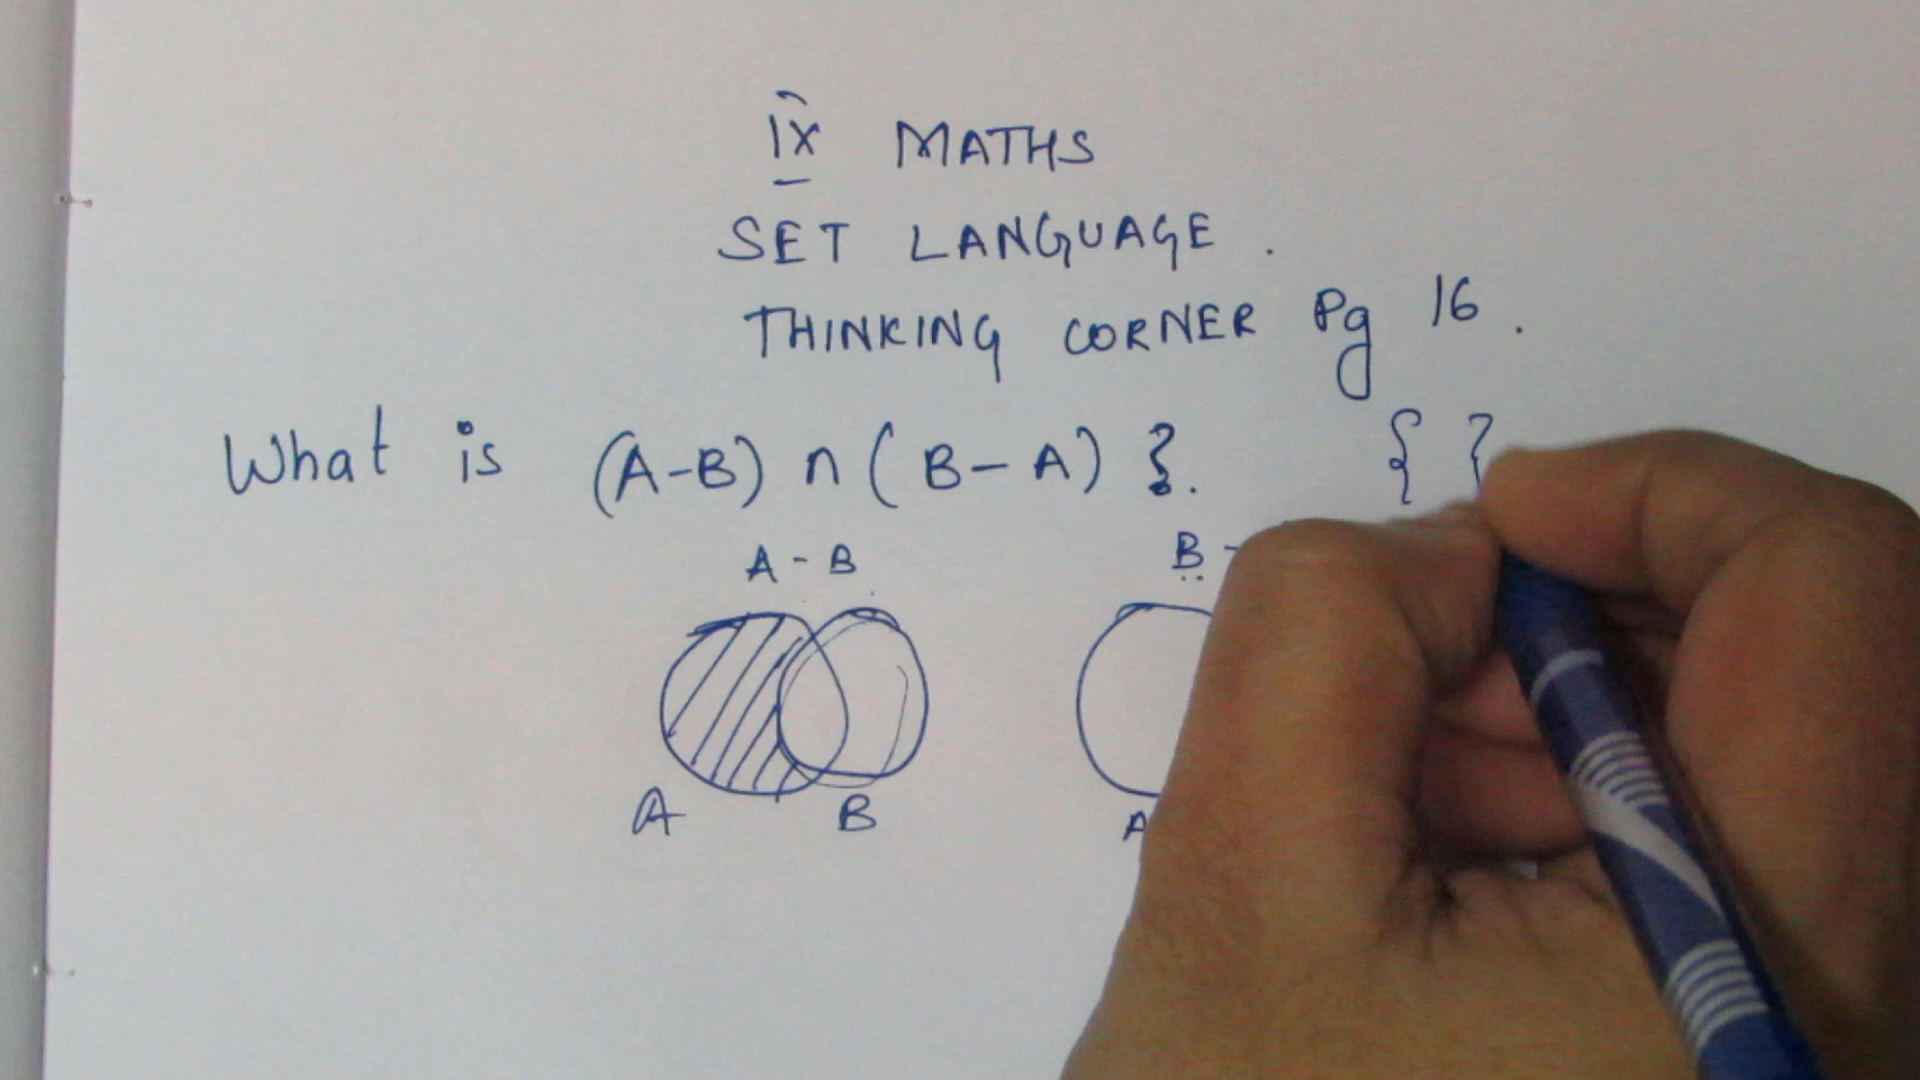 IX MATHS
SET LANGUAGE.
THINKING CORNER Pg 16.
What is (A-B) ∩ (B-A) ?. { }
A-B B-
A B A